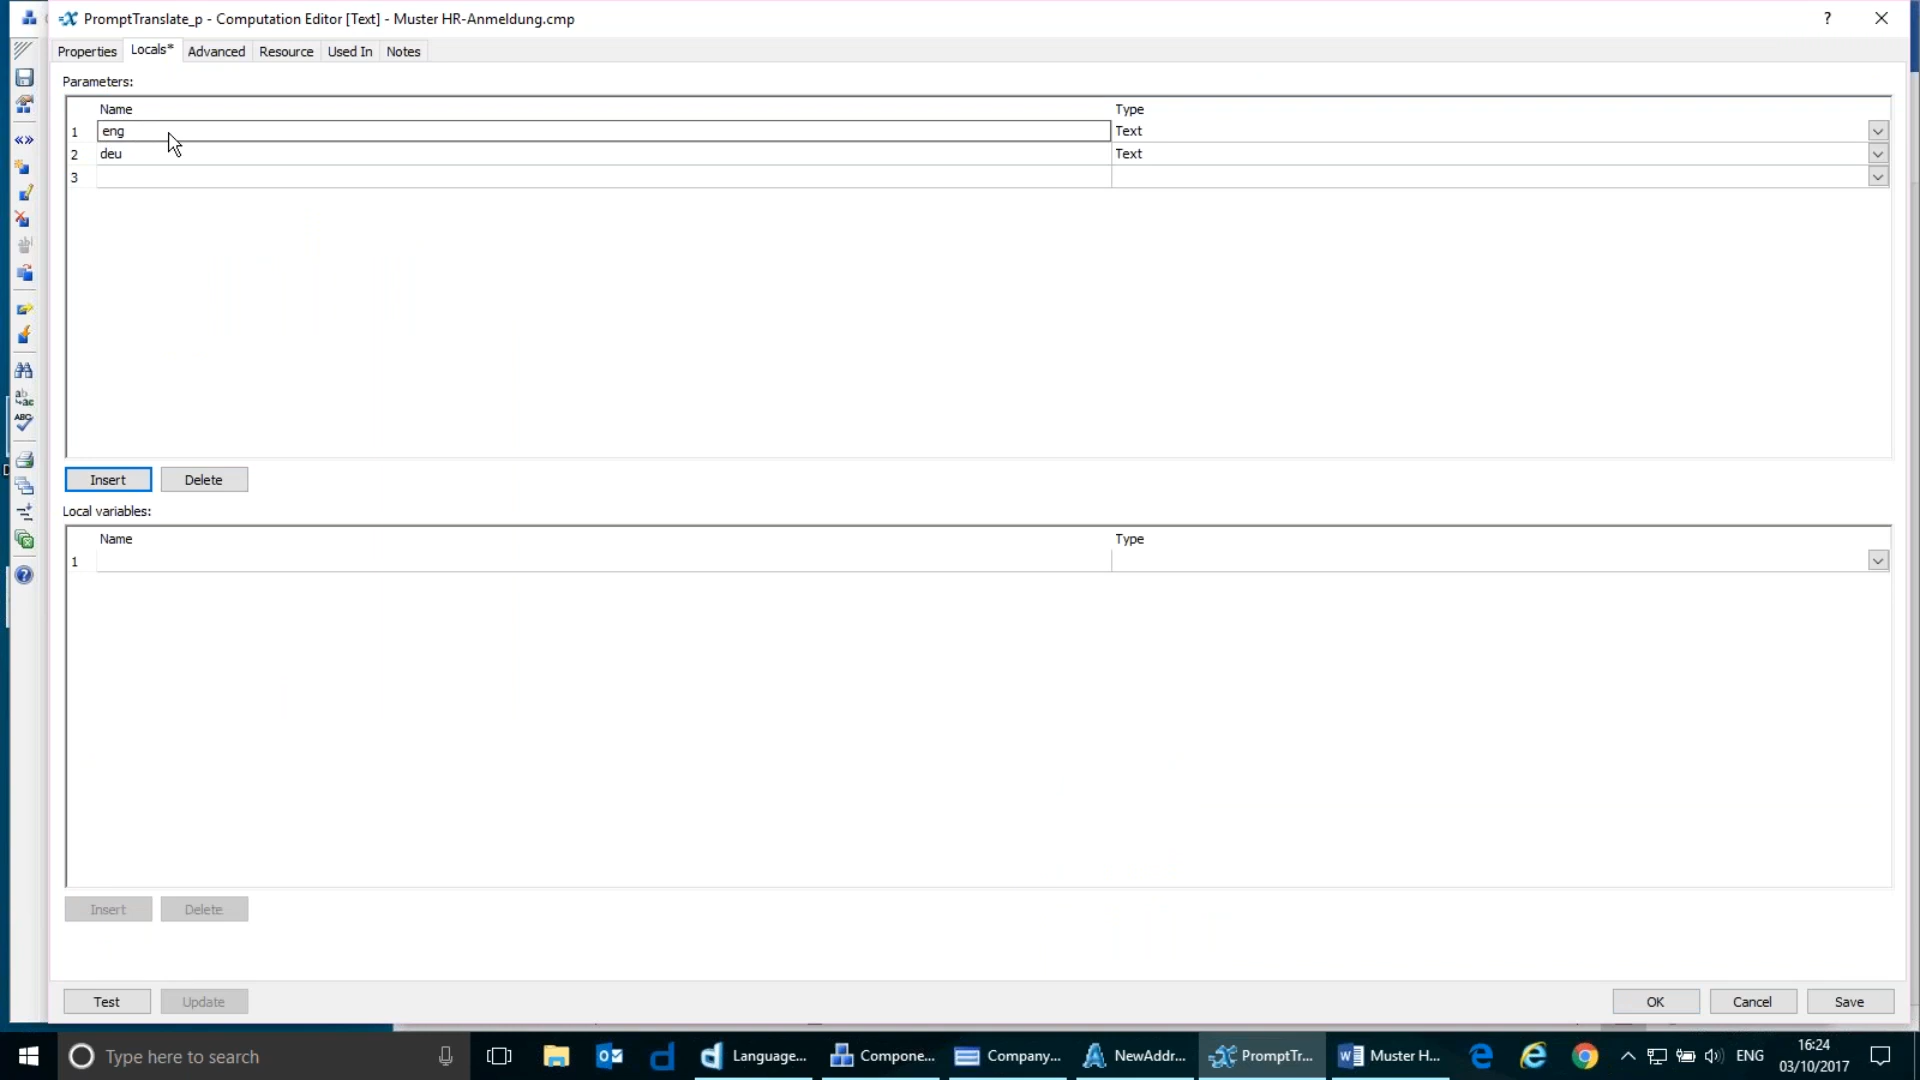 PromptTranslate_p - Computation Editor [Text] - Muster HR-Anmeldung.cmp
?
Properties Locals* Advanced Resource Used In Notes
Parameters:
Name Type
1 eng Text
2 deu Text
3
Insert Delete
Local variables:
Name Type
1
Insert Delete
Test Update OK Cancel Save
Type here to search Language... Compone... Company... NewAddr... PromptTr... Muster H... ENG 16:24
03/10/2017